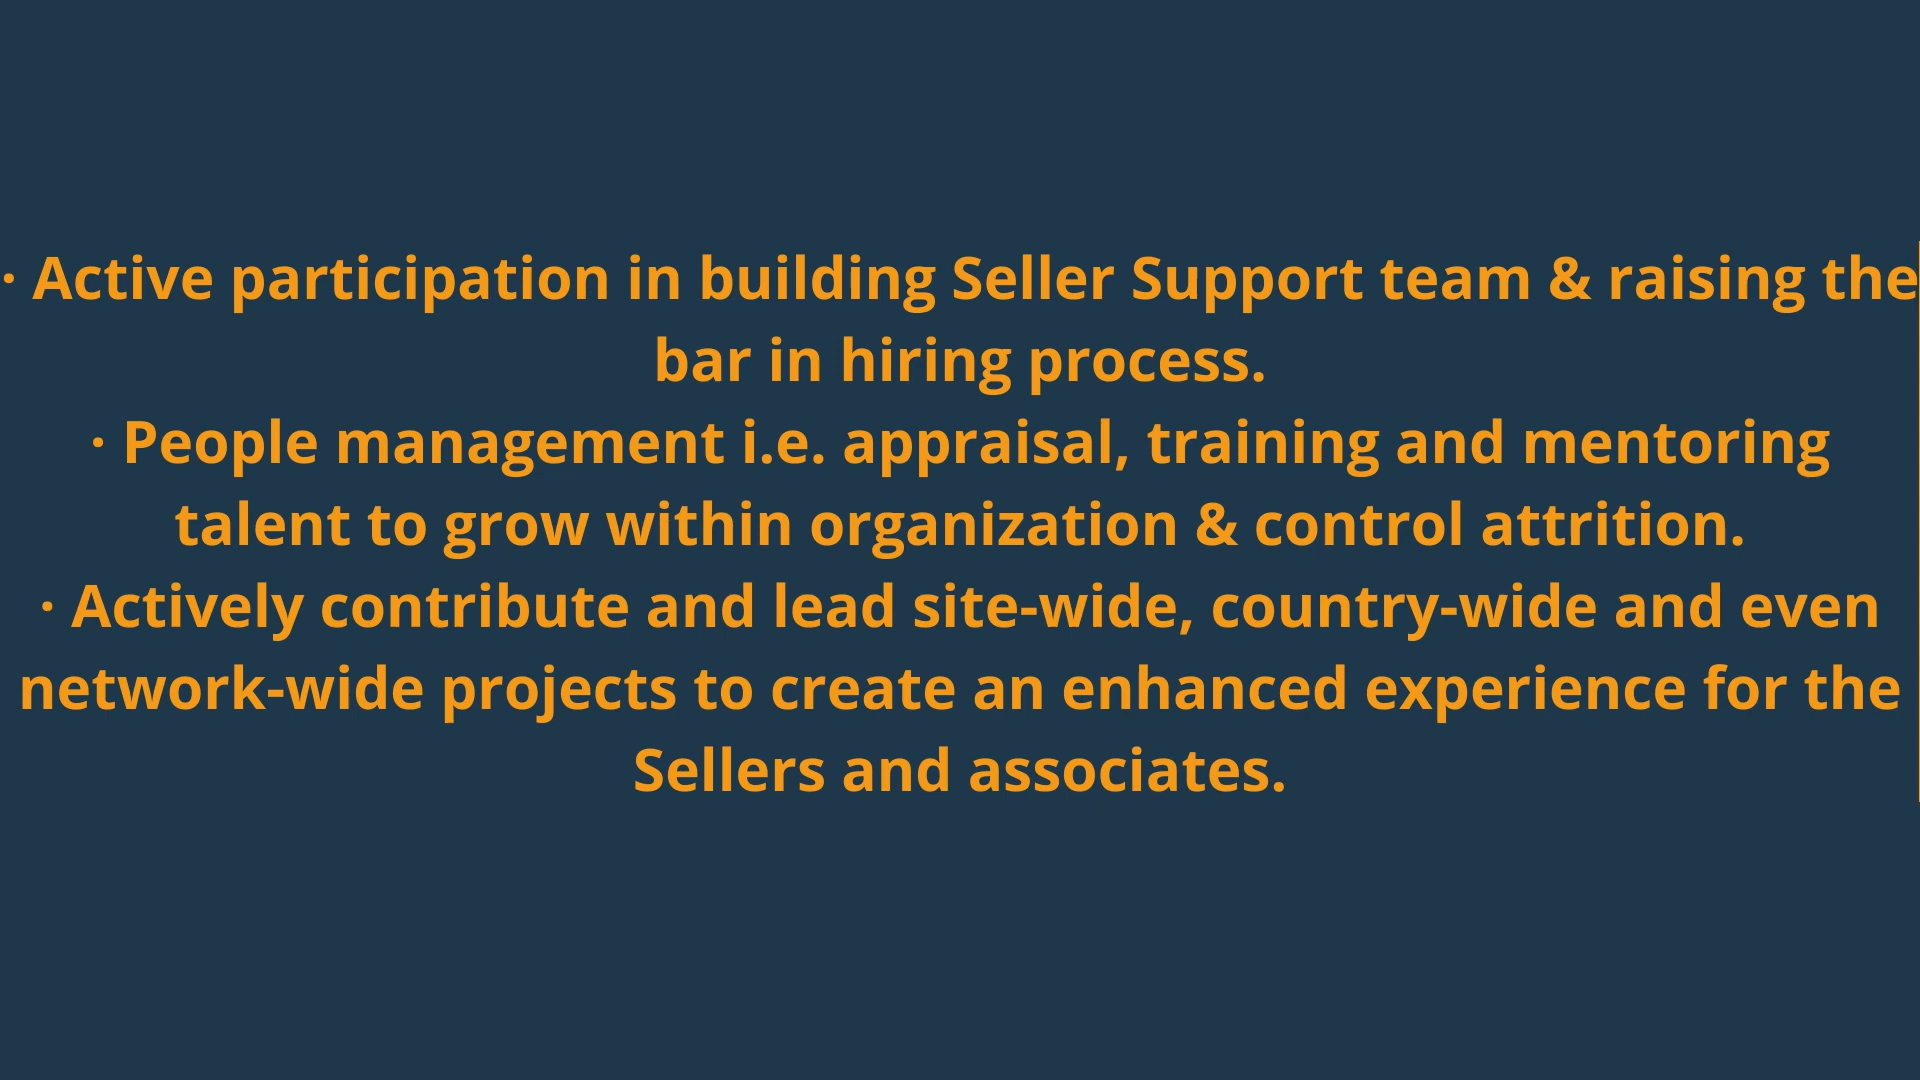 · Active participation in building Seller Support team & raising the
bar in hiring process.
· People management i.e. appraisal, training and mentoring
talent to grow within organization & control attrition.
· Actively contribute and lead site-wide, country-wide and even
network-wide projects to create an enhanced experience for the
Sellers and associates.